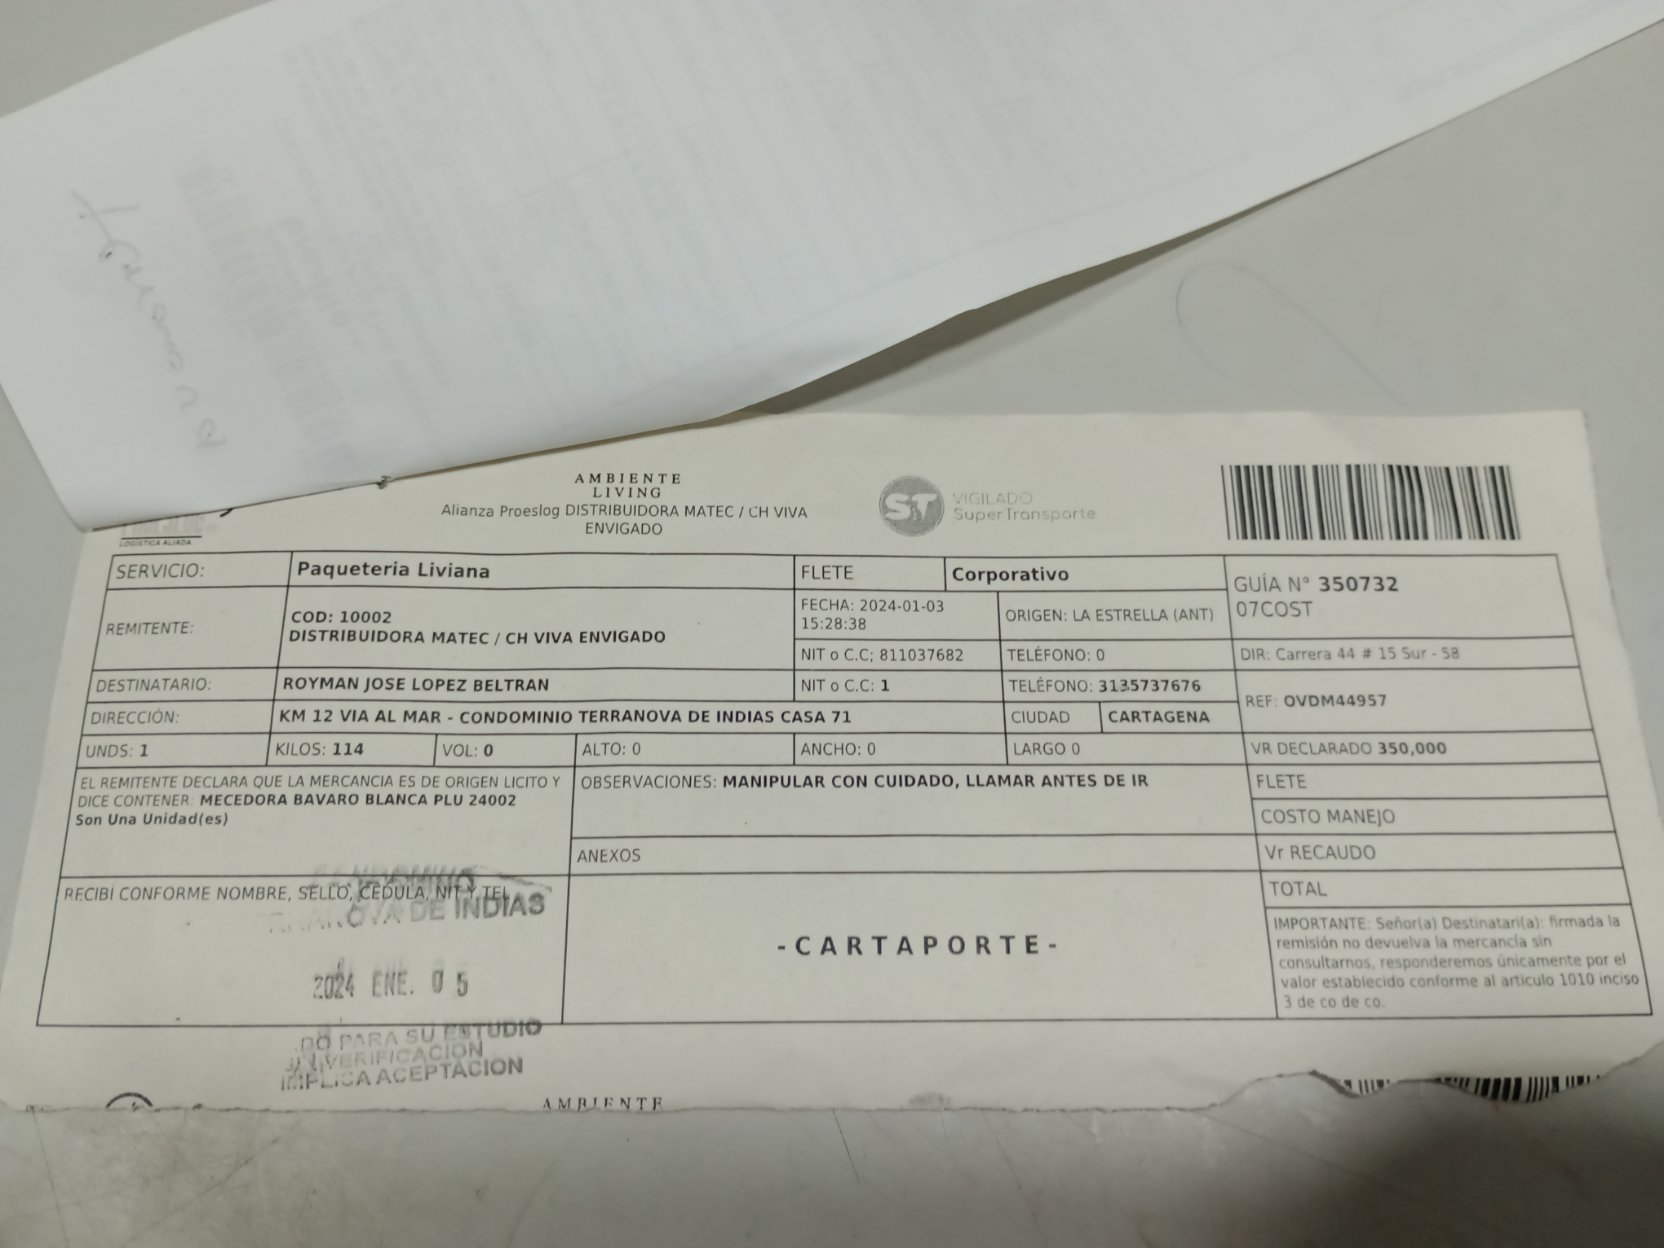 AMBIENTE
LIVING
Alianza Proeslog DISTRIBUIDORA MATEC / CH VIVA
ENVIGADO
LOGISTICA ALIADA
ST
VIGILADO
SuperTransporte
SERVICIO: Paqueteria Liviana FLETE Corporativo
GUÍA N° 350732
07COST
REMITENTE: COD: 10002
DISTRIBUIDORA MATEC / CH VIVA ENVIGADO
FECHA: 2024-01-03
15:28:38
ORIGEN: LA ESTRELLA (ANT)
NIT o C.C; 811037682 TELÉFONO: 0 DIR: Carrera 44 # 15 Sur - 58
DESTINATARIO: ROYMAN JOSE LOPEZ BELTRAN NIT o C.C: 1 TELÉFONO: 3135737676
REF: OVDM44957
DIRECCIÓN: KM 12 VIA AL MAR - CONDOMINIO TERRANOVA DE INDIAS CASA 71 CIUDAD CARTAGENA
UNDS: 1 KILOS: 114 VOL: 0 ALTO: 0 ANCHO: 0 LARGO 0 VR DECLARADO 350,000
EL REMITENTE DECLARA QUE LA MERCANCIA ES DE ORIGEN LICITO Y
DICE CONTENER: MECEDORA BAVARO BLANCA PLU 24002
Son Una Unidad(es)
OBSERVACIONES: MANIPULAR CON CUIDADO, LLAMAR ANTES DE IR
FLETE
COSTO MANEJO
ANEXOS
Vr RECAUDO
TOTAL
RECIBÍ CONFORME NOMBRE, SELLO, CEDULA, NIT Y TEL
DE INDIAS
2024 ENE. 05
PARA SU ESTUDIO
VERIFICACION
IMPLICA ACEPTACION
-CARTAPORTE-
IMPORTANTE: Señor(a) Destinatari(a): firmada la
remisión no devuelva la mercancía sin
consultarnos, responderemos únicamente por el
valor establecido conforme al articulo 1010 inciso
3 de co de co.
AMBIENTE